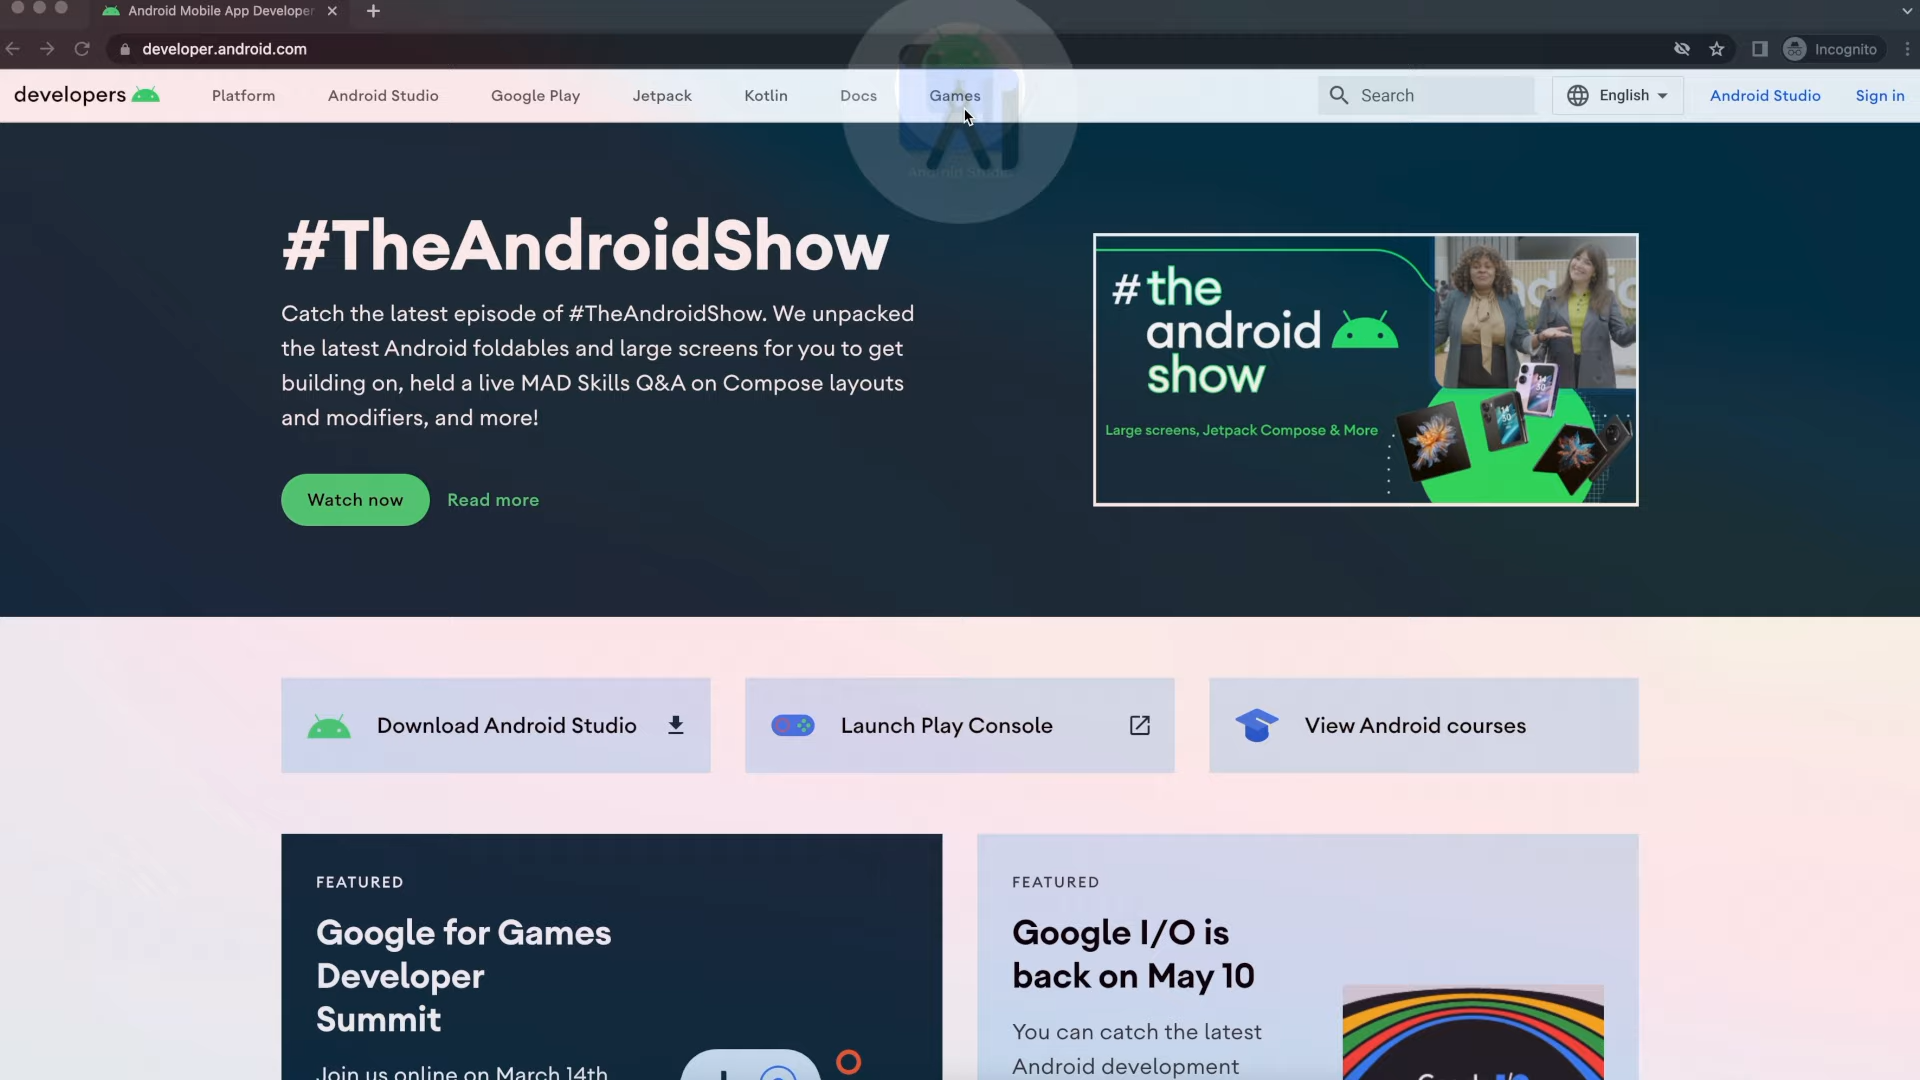 Android Mobile App Developer
developer.android.com
Incognito
developers
Platform
Android Studio
Google Play
Jetpack
Kotlin
Docs
Games
Search
English
Android Studio
Sign in
Android Studio
#TheAndroidShow
Catch the latest episode of #TheAndroidShow. We unpacked
the latest Android foldables and large screens for you to get
building on, held a live MAD Skills Q&A on Compose layouts
and modifiers, and more!
Watch now
Read more
#the
android
show
Large screens, Jetpack Compose & More
Download Android Studio
Launch Play Console
View Android courses
FEATURED
Google for Games
Developer
Summit
Join us online on March 14th
FEATURED
Google I/O is
back on May 10
You can catch the latest
Android development